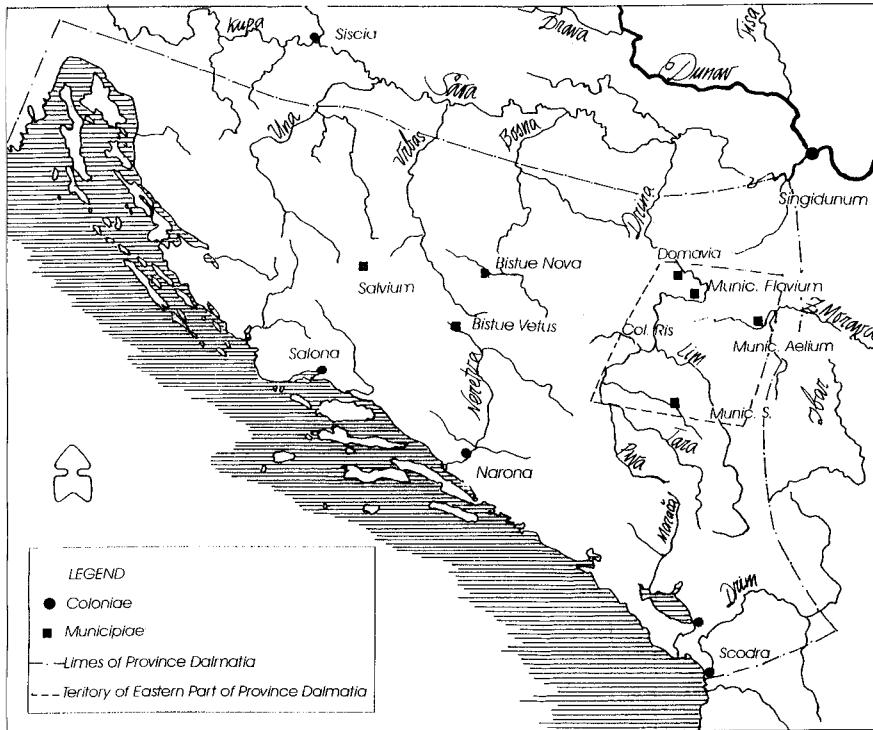 Kupa
Siscia
Drava
Tisa
Dunav
Sava
Una
Vrbas
Bosna
Drina
Singidunum
Domavia
Bistue Nova
Munic. Flavium
Salvium
Z. Morava
Bistue Vetus
Col. Ris
Munic. Aelium
Lim
Salona
Neretva
Ibar
Munic. S.
Tara
Piva
Narona
Morača
Drim
Scodra
LEGEND
Coloniae
Municipiae
Limes of Province Dalmatia
Teritory of Eastern Part of Province Dalmatia